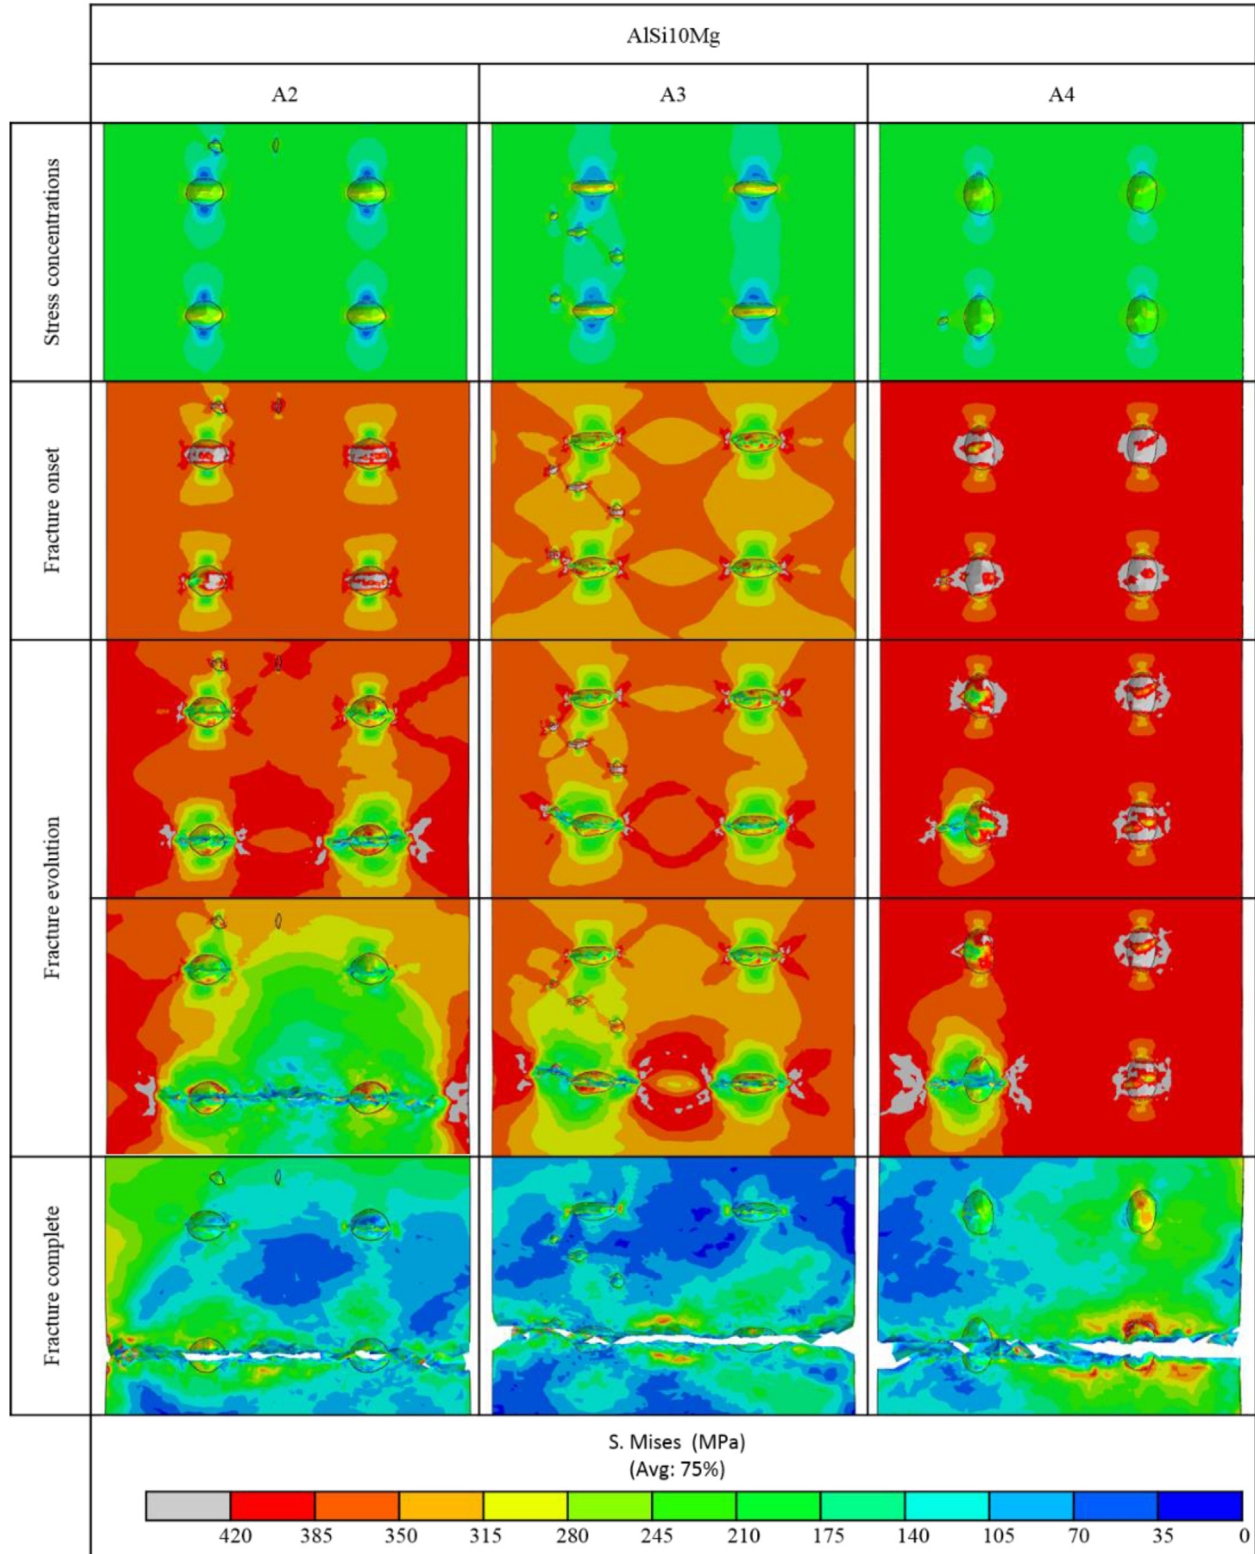 AlSi10Mg
A2 A3 A4
Stress concentrations
Fracture onset
Fracture evolution
Fracture complete
S. Mises (MPa)
(Avg: 75%)
420 385 350 315 280 245 210 175 140 105 70 35 0